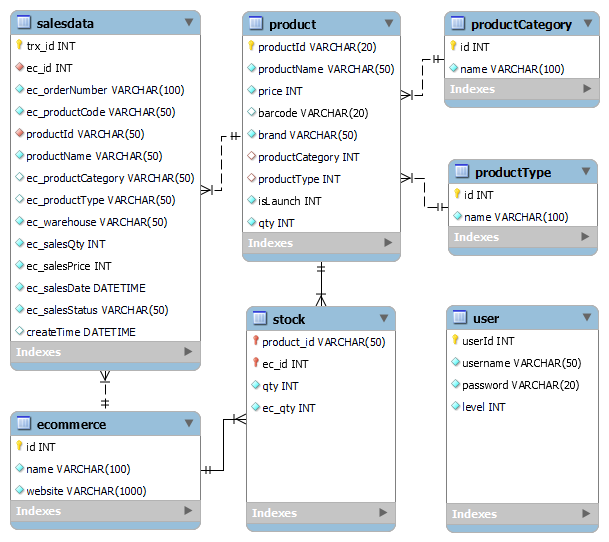 salesdata
trx_id INT
ec_id INT
ec_orderNumber VARCHAR(100)
ec_productCode VARCHAR(50)
productId VARCHAR(50)
productName VARCHAR(50)
ec_productCategory VARCHAR(50)
ec_productType VARCHAR(50)
ec_warehouse VARCHAR(50)
ec_salesQty INT
ec_salesPrice INT
ec_salesDate DATETIME
ec_salesStatus VARCHAR(50)
createTime DATETIME
Indexes
product
productId VARCHAR(20)
productName VARCHAR(50)
price INT
barcode VARCHAR(20)
brand VARCHAR(50)
productCategory INT
productType INT
isLaunch INT
qty INT
Indexes
productCategory
id INT
name VARCHAR(100)
Indexes
productType
id INT
name VARCHAR(100)
Indexes
ecommerce
id INT
name VARCHAR(100)
website VARCHAR(1000)
Indexes
stock
product_id VARCHAR(50)
ec_id INT
qty INT
ec_qty INT
Indexes
user
userId INT
username VARCHAR(50)
password VARCHAR(20)
level INT
Indexes